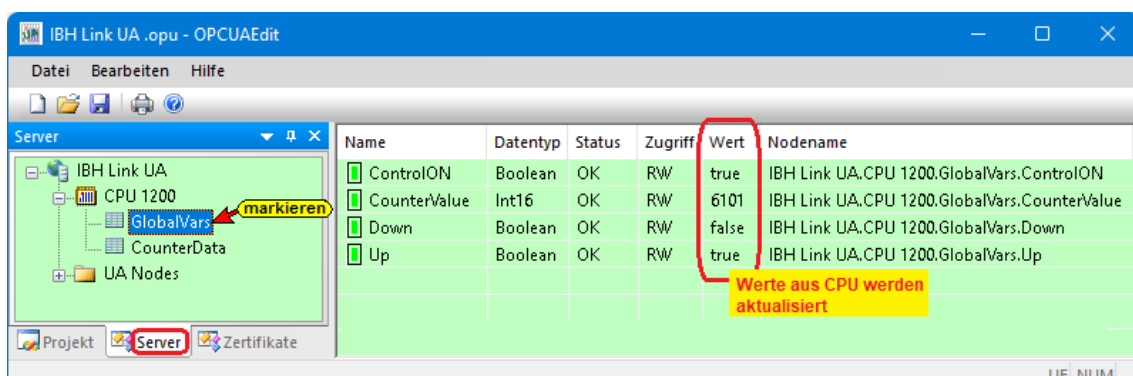 IBH Link UA .opu - OPCUAEdit
Datei Bearbeiten Hilfe
Server
IBH Link UA
CPU 1200
GlobalVars
markieren
CounterData
UA Nodes
Projekt Server Zertifikate
Name Datentyp Status Zugriff Wert Nodename
ControlON Boolean OK RW true IBH Link UA.CPU 1200.GlobalVars.ControlON
CounterValue Int16 OK RW 6101 IBH Link UA.CPU 1200.GlobalVars.CounterValue
Down Boolean OK RW false IBH Link UA.CPU 1200.GlobalVars.Down
Up Boolean OK RW true IBH Link UA.CPU 1200.GlobalVars.Up
Werte aus CPU werden
aktualisiert
NUM